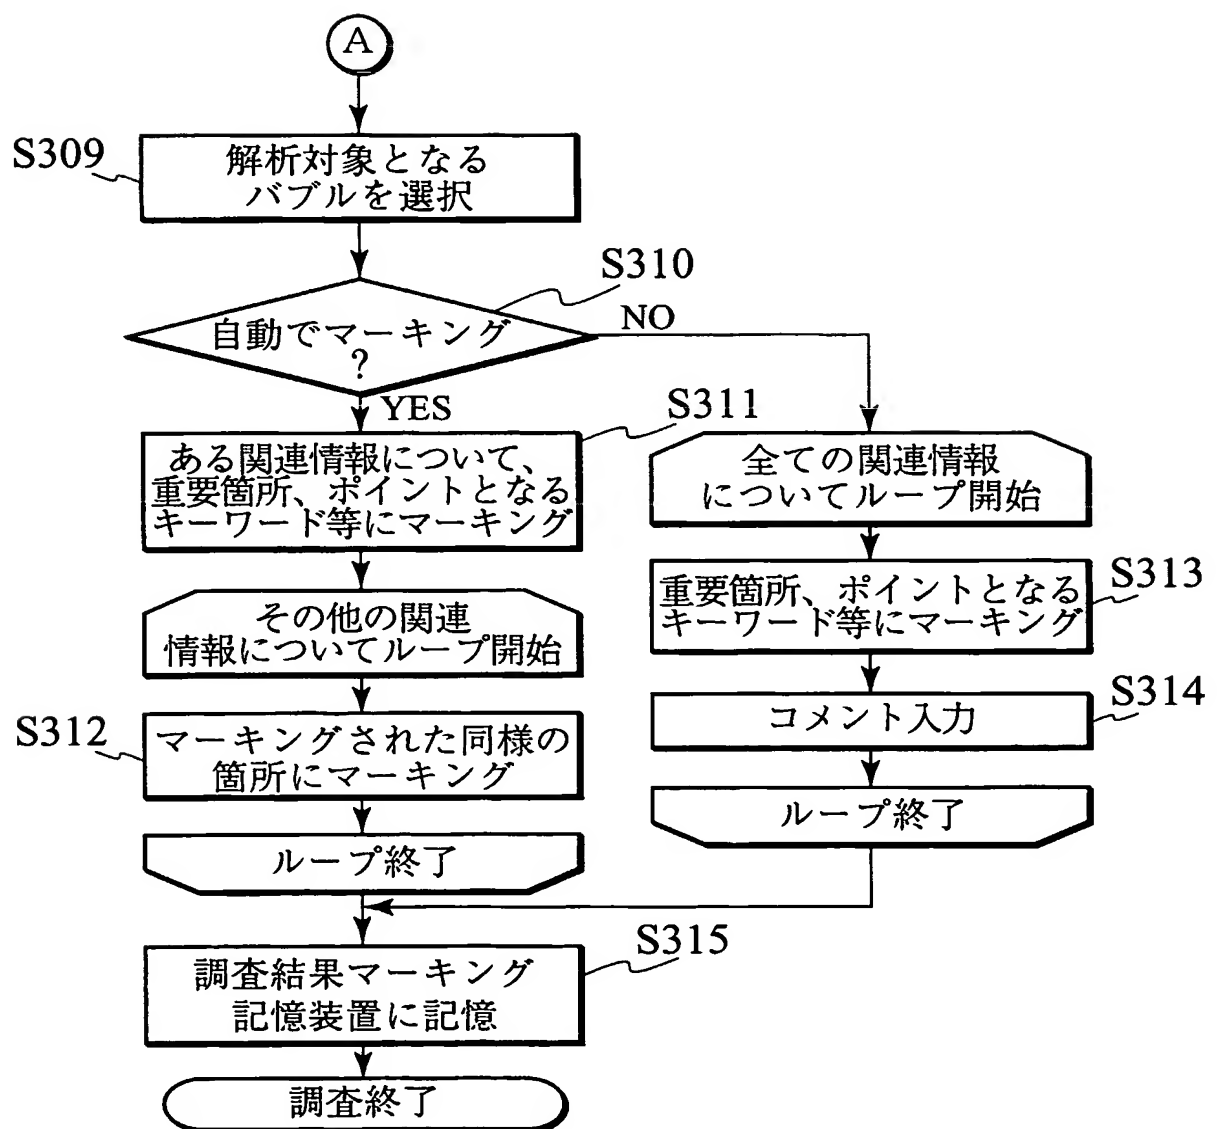 A
S309
解析対象となる
バブルを選択
S310
自動でマーキング
?
NO
YES
S311
ある関連情報について、
重要箇所、ポイントとなる
キーワード等にマーキング
全ての関連情報
についてループ開始
その他の関連
情報についてループ開始
重要箇所、ポイントとなる
キーワード等にマーキング
S313
S312
マーキングされた同様の
箇所にマーキング
コメント入力
S314
ループ終了
ループ終了
S315
調査結果マーキング
記憶装置に記憶
調査終了